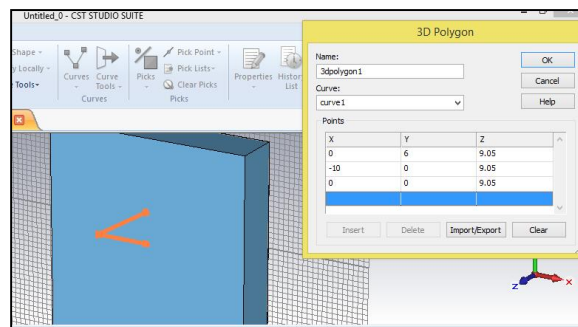 Untitled_0 - CST STUDIO SUITE
Shape
Locally
Tools
Curves
Curve
Tools
Curves
Picks
Pick Point
Pick Lists
Clear Picks
Picks
Properties
History
List
3D Polygon
Name:
3dpolygon1
Curve:
curve1
OK
Cancel
Help
Points
X Y Z
0 6 9.05
-10 0 9.05
0 0 9.05
Insert Delete Import/Export Clear
z x